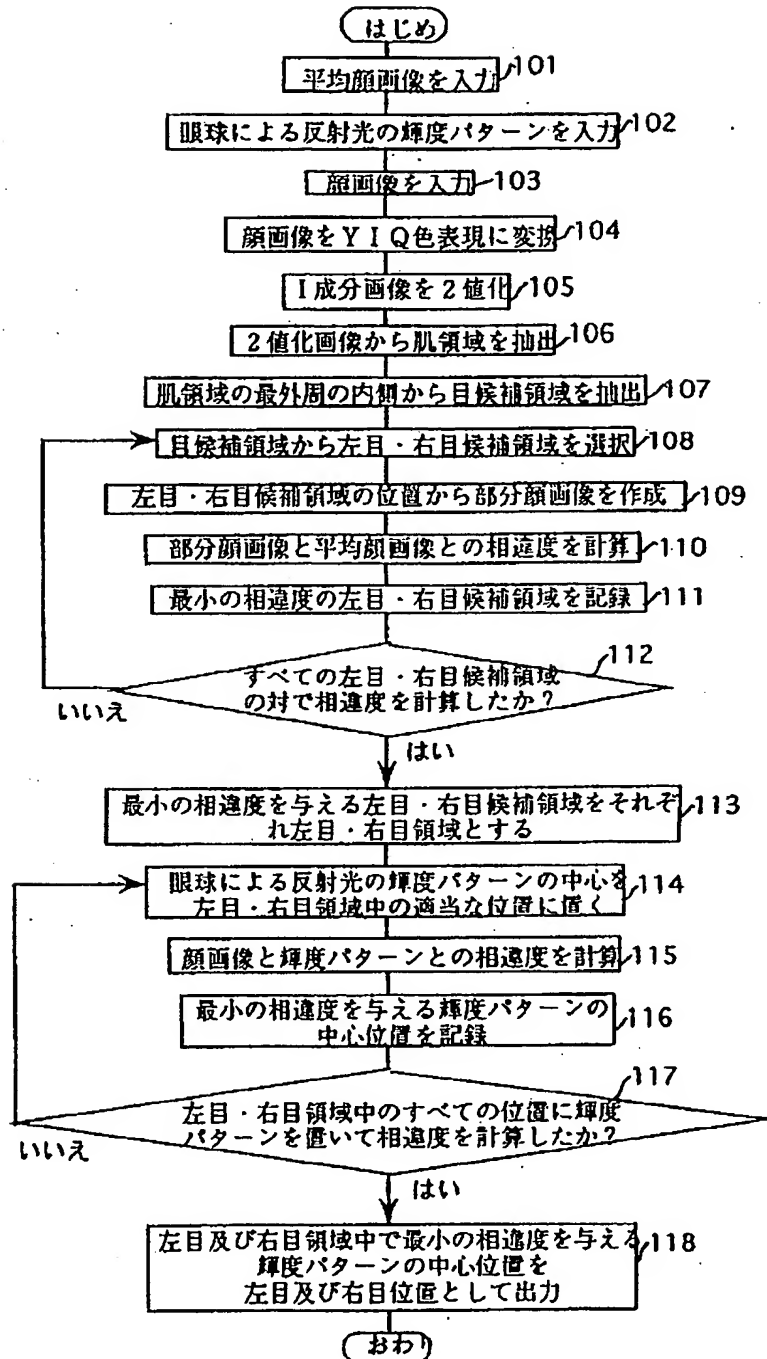 はじめ
平均顔画像を入力 101
眼球による反射光の輝度パターンを入力 102
顔画像を入力 103
顔画像をYIQ色表現に変換 104
I成分画像を2値化 105
2値化画像から肌領域を抽出 106
肌領域の最外周の内側から目候補領域を抽出 107
目候補領域から左目・右目候補領域を選択 108
左目・右目候補領域の位置から部分顔画像を作成 109
部分顔画像と平均顔画像との相違度を計算 110
最小の相違度の左目・右目候補領域を記録 111
112
すべての左目・右目候補領域
の対で相違度を計算したか?
いいえ
はい
最小の相違度を与える左目・右目候補領域をそれぞ
れ左目・右目領域とする
113
眼球による反射光の輝度パターンの中心を
左目・右目領域中の適当な位置に置く
114
顔画像と輝度パターンとの相違度を計算 115
最小の相違度を与える輝度パターンの
中心位置を記録
116
117
左目・右目領域中のすべての位置に輝度
パターンを置いて相違度を計算したか?
いいえ
はい
左目及び右目領域中で最小の相違度を与える
輝度パターンの中心位置を
左目及び右目位置として出力
118
おわり